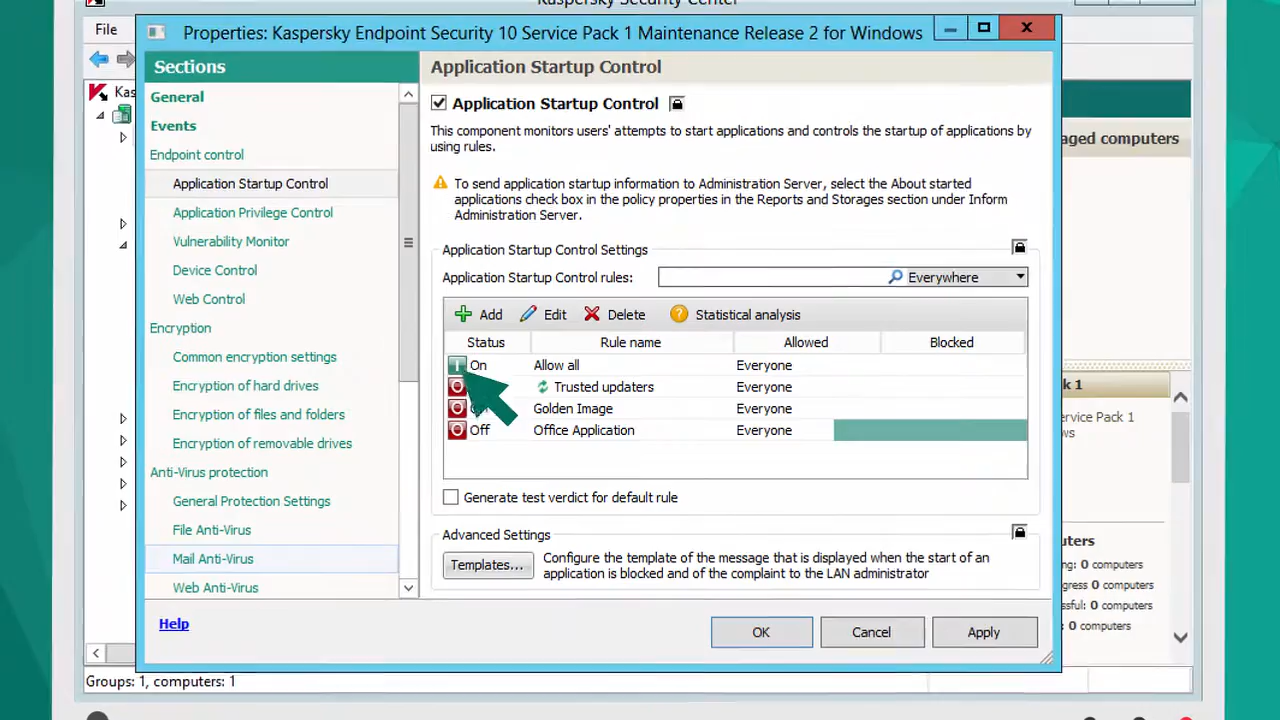 Kaspersky Security Center
File
Properties: Kaspersky Endpoint Security 10 Service Pack 1 Maintenance Release 2 for Windows
Kas
Sections
General
Events
Endpoint control
Application Startup Control
Application Privilege Control
Vulnerability Monitor
Device Control
Web Control
Encryption
Common encryption settings
Encryption of hard drives
Encryption of files and folders
Encryption of removable drives
Anti-Virus protection
General Protection Settings
File Anti-Virus
Mail Anti-Virus
Web Anti-Virus
Application Startup Control
Application Startup Control
This component monitors users' attempts to start applications and controls the startup of applications by
using rules.
To send application startup information to Administration Server, select the About started
applications check box in the policy properties in the Reports and Storages section under Inform
Administration Server.
Application Startup Control Settings
Application Startup Control rules: Everywhere
Add Edit Delete Statistical analysis
Status Rule name Allowed Blocked
On Allow all Everyone
Trusted updaters Everyone
Golden Image Everyone
Off Office Application Everyone
Generate test verdict for default rule
Advanced Settings
Templates... Configure the template of the message that is displayed when the start of an
application is blocked and of the complaint to the LAN administrator
Help
OK Cancel Apply
aged computers
k 1
ervice Pack 1
ws
uters
ng: 0 computers
gress 0 computers
ssful: 0 computers
: 0 computers
Groups: 1, computers: 1